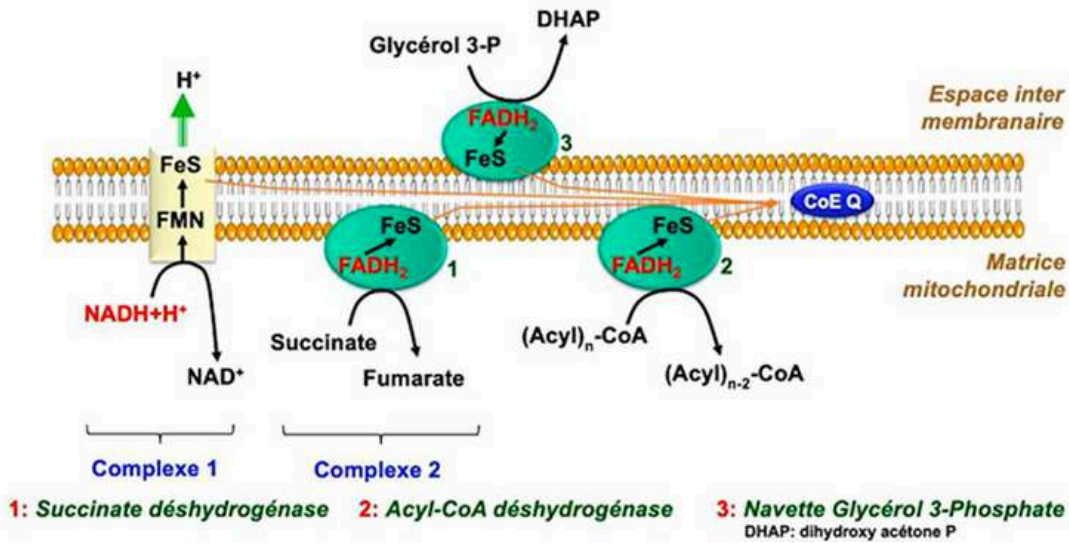 DHAP
Glycérol 3-P
H⁺
Espace inter
membranaire
FADH₂
FeS
3
FeS
FMN
CoE Q
FeS
FADH₂
1
FeS
FADH₂
2
Matrice
mitochondriale
NADH+H⁺
NAD⁺
Succinate
Fumarate
(Acyl)ₙ-CoA
(Acyl)ₙ₋₂-CoA
Complexe 1
Complexe 2
1: Succinate déshydrogénase 2: Acyl-CoA déshydrogénase 3: Navette Glycérol 3-Phosphate
DHAP: dihydroxy acétone P